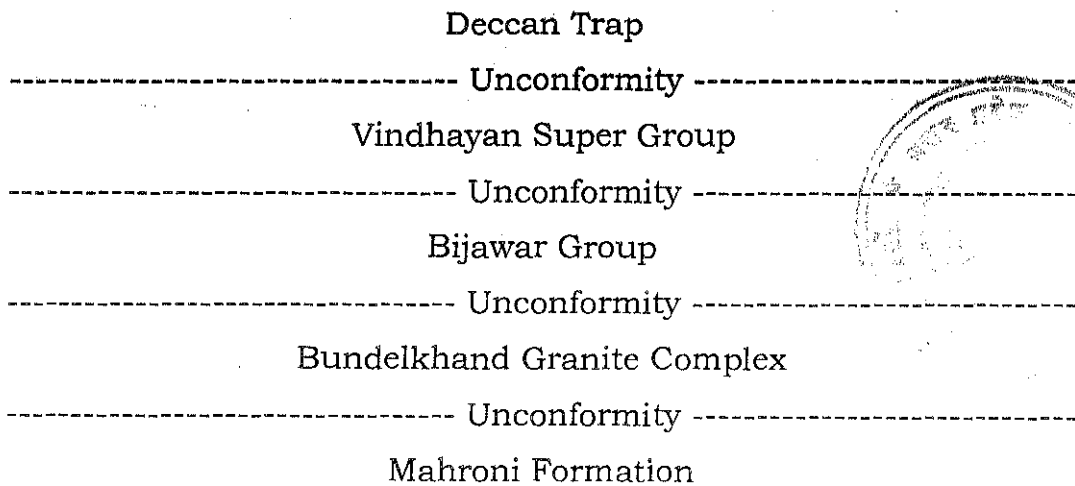 Deccan Trap
-------------------------------- Unconformity --------------------------------
Vindhayan Super Group
-------------------------------- Unconformity --------------------------------
Bijawar Group
-------------------------------- Unconformity --------------------------------
Bundelkhand Granite Complex
-------------------------------- Unconformity --------------------------------
Mahroni Formation